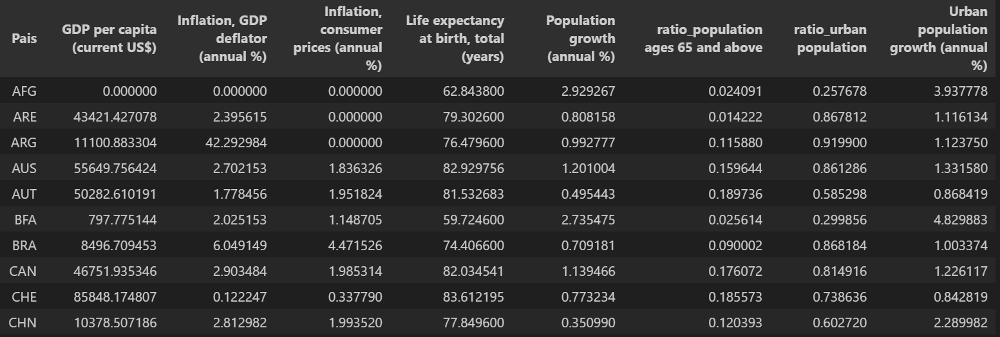 Pais GDP per capita (current US$) Inflation, GDP deflator (annual %) Inflation, consumer prices (annual %) Life expectancy at birth, total (years) Population growth (annual %) ratio_population ages 65 and above ratio_urban population Urban population growth (annual %)
AFG 0.000000 0.000000 0.000000 62.843800 2.929267 0.024091 0.257678 3.937778
ARE 43421.427078 2.395615 0.000000 79.302600 0.808158 0.014222 0.867812 1.116134
ARG 11100.883304 42.292984 0.000000 76.479600 0.992777 0.115880 0.919900 1.123750
AUS 55649.756424 2.702153 1.836326 82.929756 1.201004 0.159644 0.861286 1.331580
AUT 50282.610191 1.778456 1.951824 81.532683 0.495443 0.189736 0.585298 0.868419
BFA 797.775144 2.025153 1.148705 59.724600 2.735475 0.025614 0.299856 4.829883
BRA 8496.709453 6.049149 4.471526 74.406600 0.709181 0.090002 0.868184 1.003374
CAN 46751.935346 2.903484 1.985314 82.034541 1.139466 0.176072 0.814916 1.226117
CHE 85848.174807 0.122247 0.337790 83.612195 0.773234 0.185573 0.738636 0.842819
CHN 10378.507186 2.812982 1.993520 77.849600 0.350990 0.120393 0.602720 2.289982